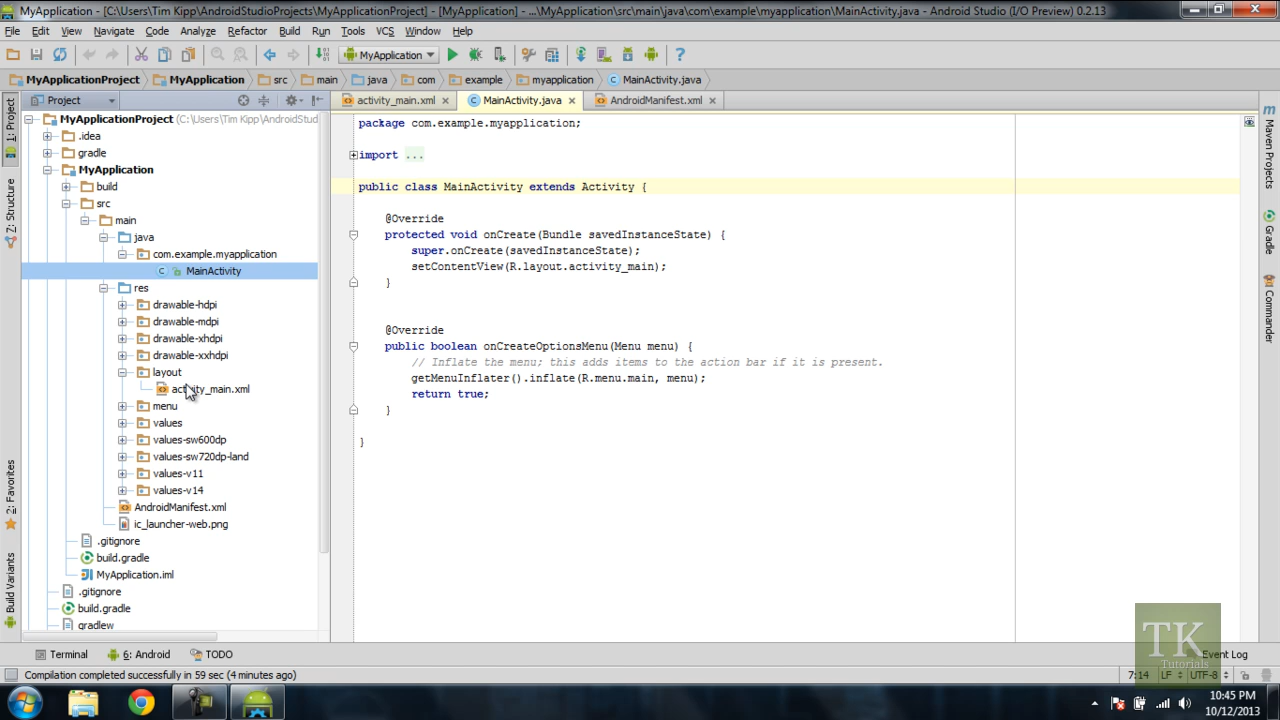 MyApplication - [C:\Users\Tim Kipp\AndroidStudioProjects\MyApplicationProject] - [MyApplication] - ...\MyApplication\src\main\java\com\example\myapplication\MainActivity.java - Android Studio (I/O Preview) 0.2.13
File Edit View Navigate Code Analyze Refactor Build Run Tools VCS Window Help
MyApplication
MyApplicationProject MyApplication src main java com example myapplication MainActivity.java
Project activity_main.xml MainActivity.java AndroidManifest.xml
1: Project
Z: Structure
2: Favorites
Build Variants
MyApplicationProject (C:\Users\Tim Kipp\AndroidStud
.idea
gradle
MyApplication
build
src
main
java
com.example.myapplication
MainActivity
res
drawable-hdpi
drawable-mdpi
drawable-xhdpi
drawable-xxhdpi
layout
activity_main.xml
menu
values
values-sw600dp
values-sw720dp-land
values-v11
values-v14
AndroidManifest.xml
ic_launcher-web.png
.gitignore
build.gradle
MyApplication.iml
.gitignore
build.gradle
gradlew
package com.example.myapplication;
import ...
public class MainActivity extends Activity {
@Override
protected void onCreate(Bundle savedInstanceState) {
super.onCreate(savedInstanceState);
setContentView(R.layout.activity_main);
}
@Override
public boolean onCreateOptionsMenu(Menu menu) {
// Inflate the menu; this adds items to the action bar if it is present.
getMenuInflater().inflate(R.menu.main, menu);
return true;
}
}
Maven Projects
Gradle
Commander
TK
Tutorials
Terminal 6: Android TODO Event Log
Compilation completed successfully in 59 sec (4 minutes ago) 7:14 LF UTF-8
10:45 PM
10/12/2013